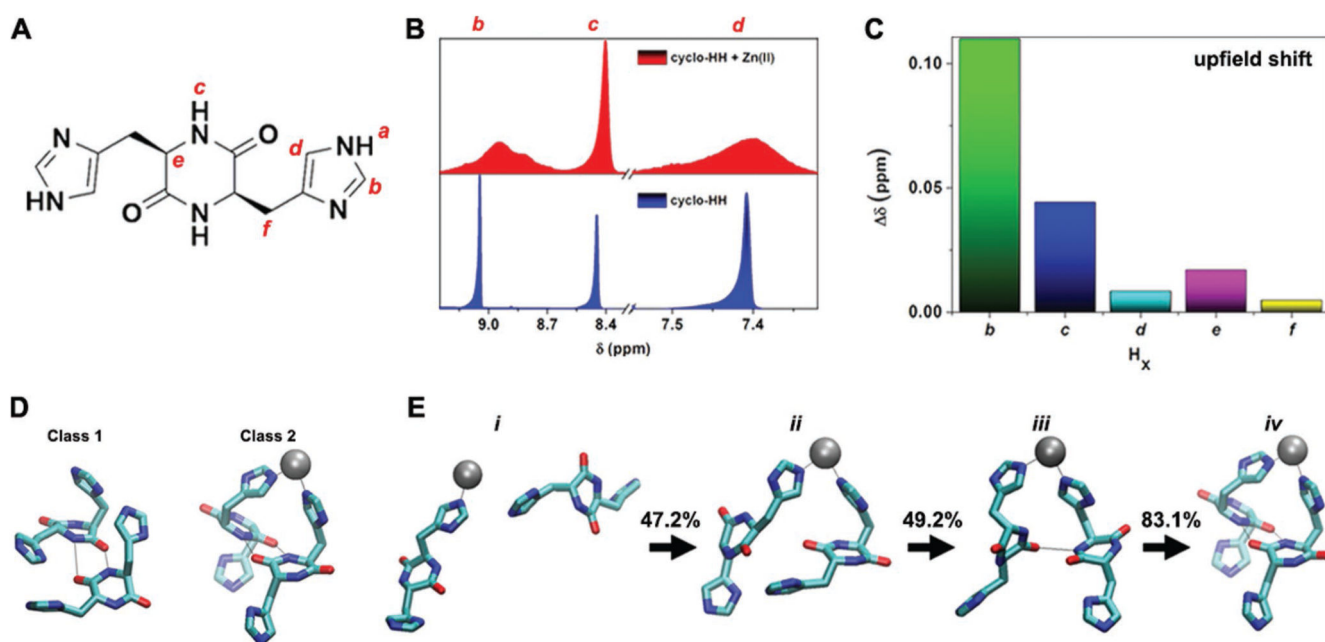 A
H
c
N
O
N
H
a
NH
d
e
b
HN
O
N
N
H
f
B
b
c
d
cyclo-HH + Zn(II)
cyclo-HH
9.0 8.7 8.4 7.5 7.4
δ (ppm)
C
upfield shift
0.10
0.05
0.00
Δδ (ppm)
b c d e f
H_X
D
Class 1
Class 2
E
i
ii
iii
iv
47.2%
49.2%
83.1%